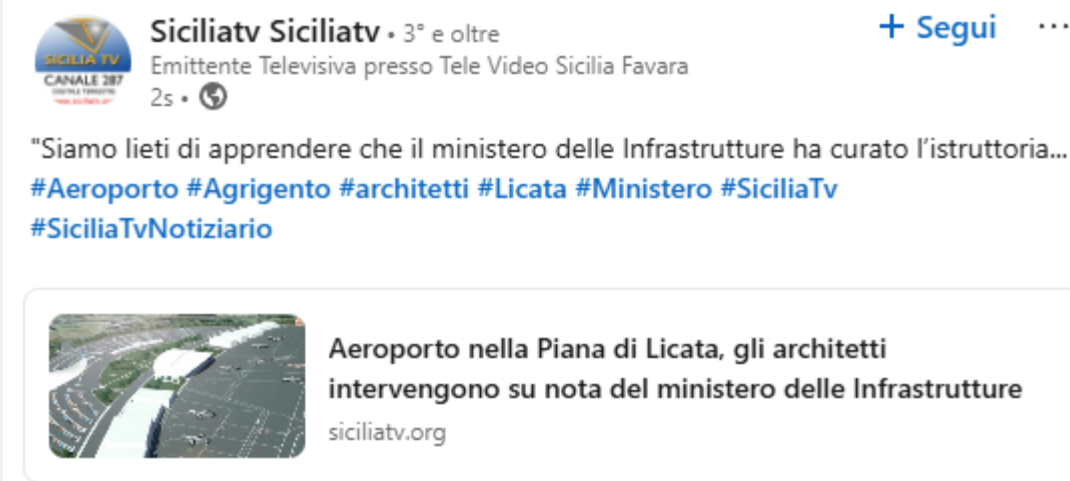 Siciliatv Siciliatv • 3° e oltre
+ Segui
...
SICILIA TV
CANALE 287
DIGITALE TERRESTRE
Emittente Televisiva presso Tele Video Sicilia Favara
2s •
"Siamo lieti di apprendere che il ministero delle Infrastrutture ha curato l’istruttoria...
#Aeroporto #Agrigento #architetti #Licata #Ministero #SiciliaTv
#SiciliaTvNotiziario
Aeroporto nella Piana di Licata, gli architetti
intervengono su nota del ministero delle Infrastrutture
siciliatv.org